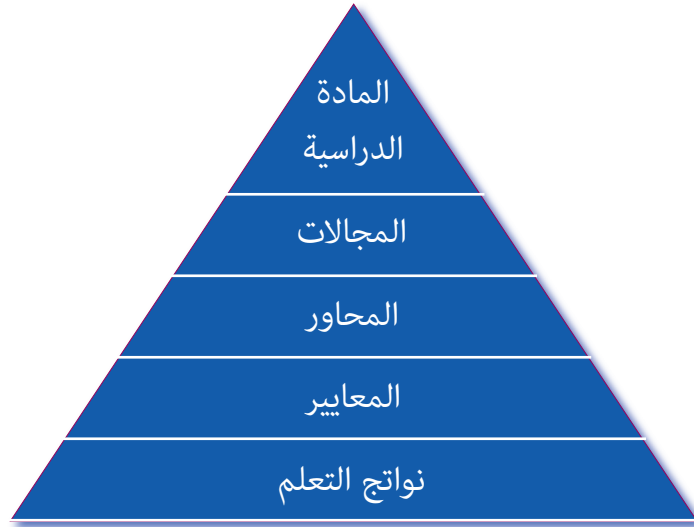 المادة
الدراسية
المجالات
المحاور
المعايير
نواتج التعلم